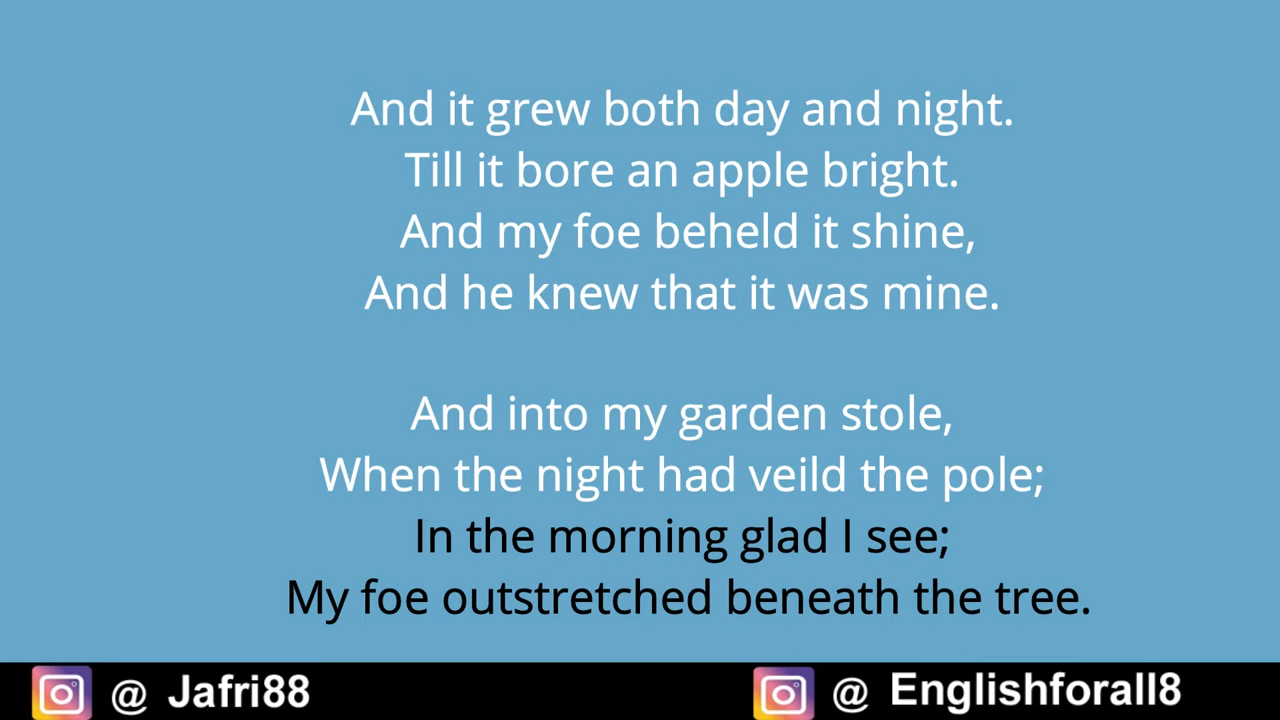 And it grew both day and night.
Till it bore an apple bright.
And my foe beheld it shine,
And he knew that it was mine.
And into my garden stole,
When the night had veild the pole;
In the morning glad I see;
My foe outstretched beneath the tree.
@ Jafri88
@ Englishforall8